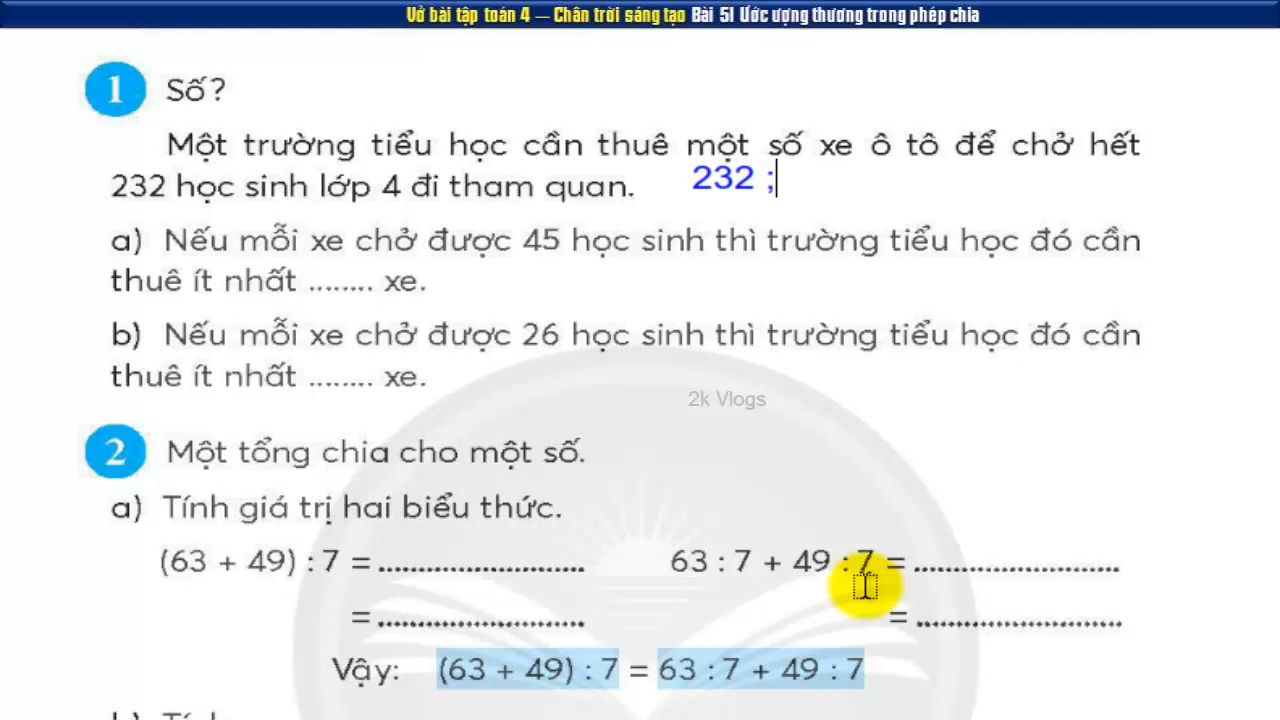 Vở bài tập toán 4 – Chân trời sáng tạo Bài 51 Ước ượng thương trong phép chia
1 Số?
Một trường tiểu học cần thuê một số xe ô tô để chở hết
232 học sinh lớp 4 đi tham quan. 232 ;
a) Nếu mỗi xe chở được 45 học sinh thì trường tiểu học đó cần
thuê ít nhất ........ xe.
b) Nếu mỗi xe chở được 26 học sinh thì trường tiểu học đó cần
thuê ít nhất ........ xe.
2k Vlogs
2 Một tổng chia cho một số.
a) Tính giá trị hai biểu thức.
(63 + 49) : 7 = .......................... 63 : 7 + 49 : 7 = ..........................
= .......................... = ..........................
Vậy: (63 + 49) : 7 = 63 : 7 + 49 : 7